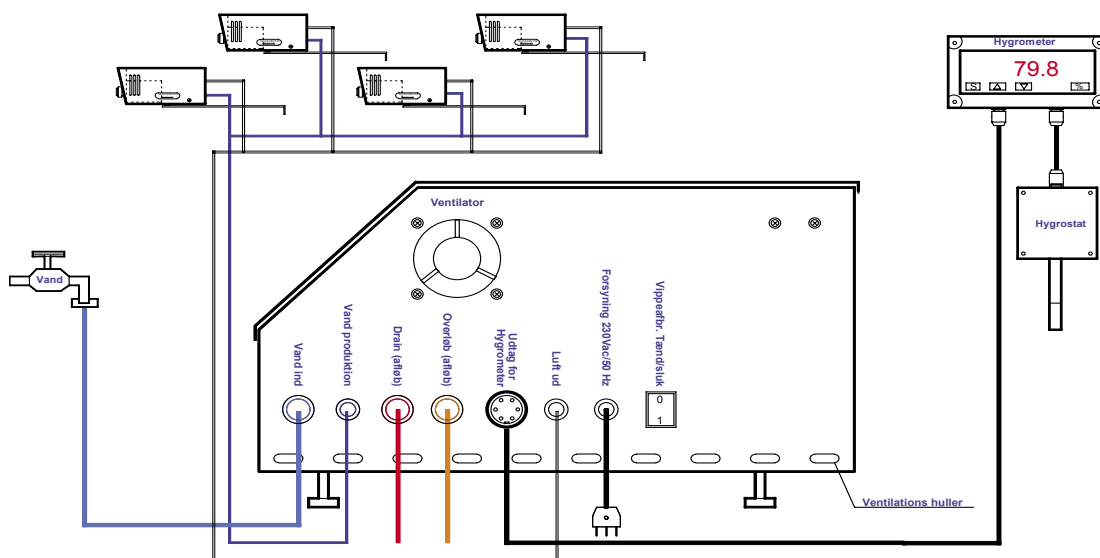 Hygrometer
79.8
S
%
Hygrostat
Ventilator
Vand
Vand ind
Vand produktion
Drain (afløb)
Overløb (afløb)
Udtag for
Hygrometer
Luft ud
Forsyning 230Vac/50 Hz
Vippeafbr. Tænd/sluk
0
1
Ventilations huller